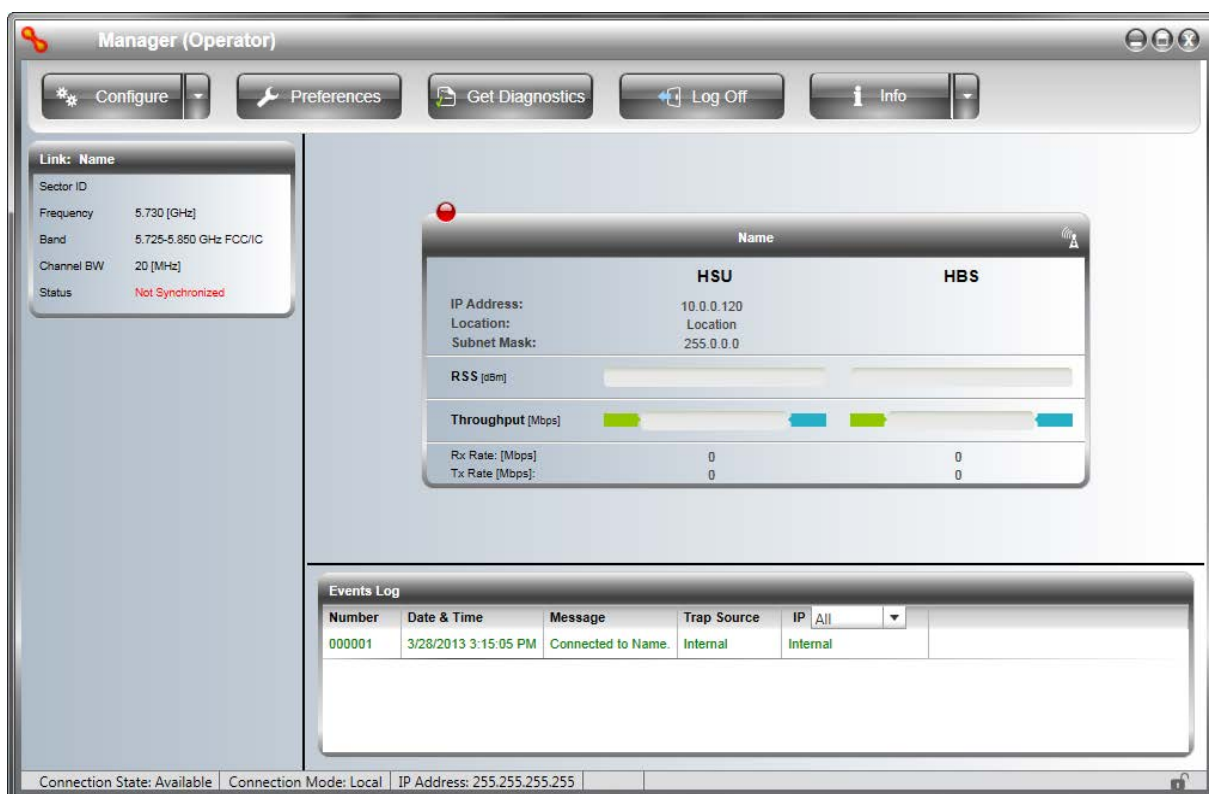 Manager (Operator)
Configure
Preferences
Get Diagnostics
Log Off
Info
Link: Name
Sector ID
Frequency 5.730 [GHz]
Band 5.725-5.850 GHz FCC/IC
Channel BW 20 [MHz]
Status Not Synchronized
Name
HSU HBS
IP Address: 10.0.0.120
Location: Location
Subnet Mask: 255.0.0.0
RSS [dBm]
Throughput [Mbps]
Rx Rate: [Mbps] 0 0
Tx Rate [Mbps]: 0 0
Events Log
Number Date & Time Message Trap Source IP All
000001 3/28/2013 3:15:05 PM Connected to Name. Internal Internal
Connection State: Available Connection Mode: Local IP Address: 255.255.255.255